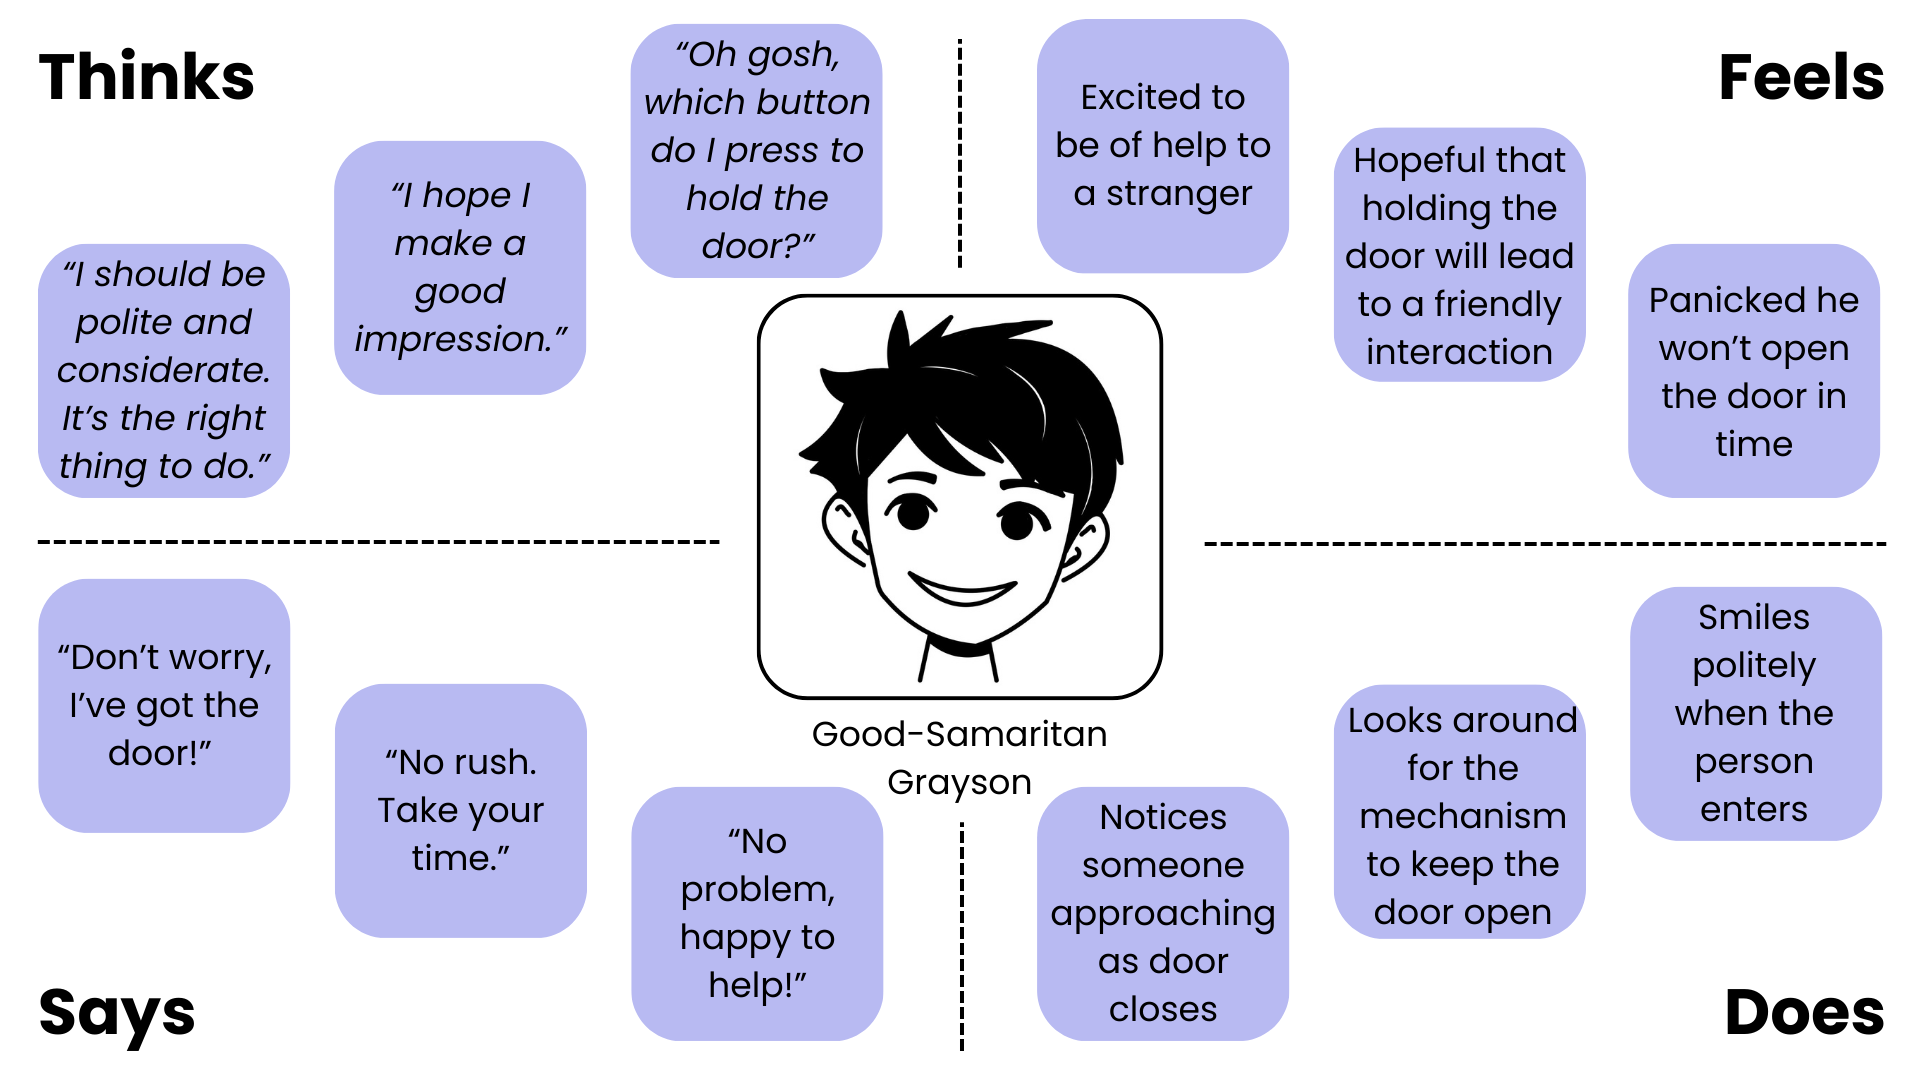 Thinks
“I should be
polite and
considerate.
It’s the right
thing to do.”
“I hope I
make a
good
impression.”
“Oh gosh,
which button
do I press to
hold the
door?”
Feels
Excited to
be of help to
a stranger
Hopeful that
holding the
door will lead
to a friendly
interaction
Panicked he
won’t open
the door in
time
Good-Samaritan
Grayson
Says
“Don’t worry,
I’ve got the
door!”
“No rush.
Take your
time.”
“No
problem,
happy to
help!”
Does
Notices
someone
approaching
as door
closes
Looks around
for the
mechanism
to keep the
door open
Smiles
politely
when the
person
enters